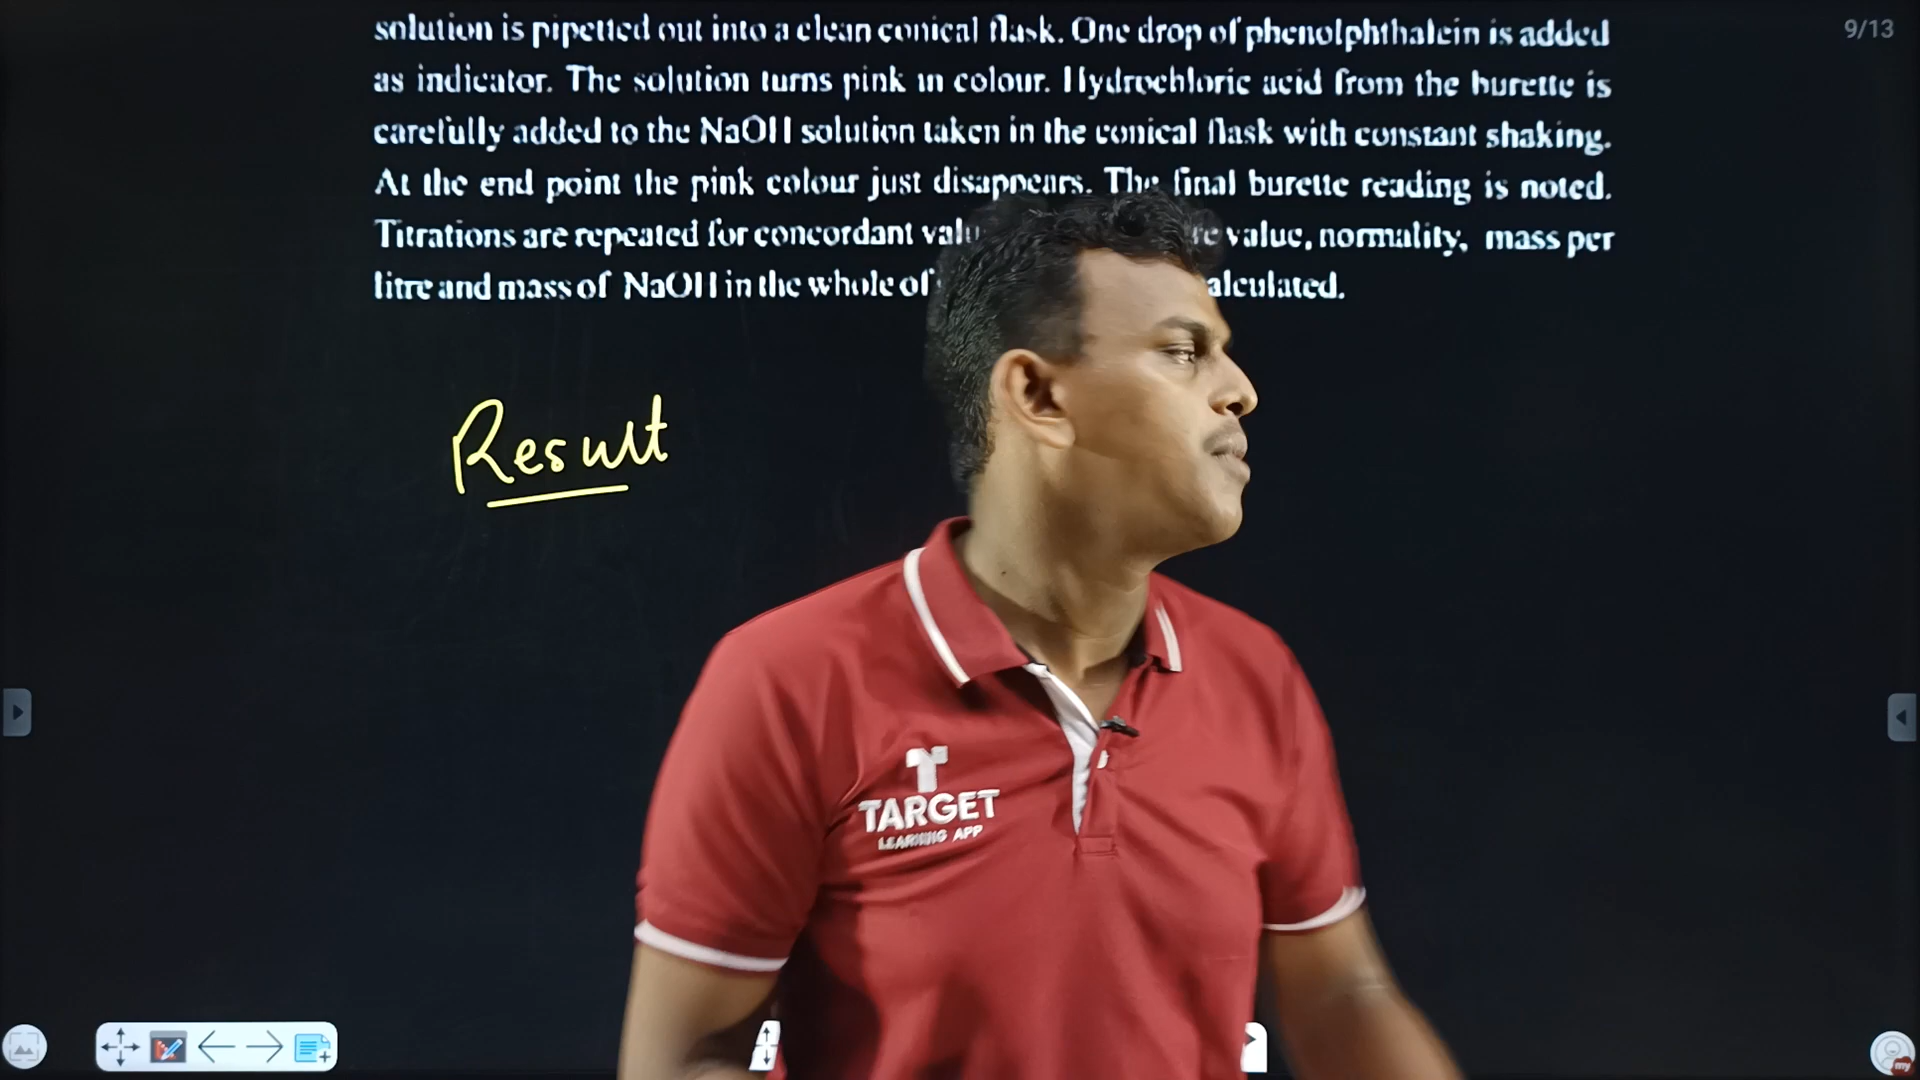 solution is pipetted out into a clean conical flask. One drop of phenolphthalein is added
9/13
as indicator. The solution turns pink in colour. Hydrochloric acid from the burette is
carefully added to the NaOH solution taken in the conical flask with constant shaking.
At the end point the pink colour just disappears. The final burette reading is noted.
Titrations are repeated for concordant value, normality, mass per
litre and mass of NaOH in the whole of
Result
TARGET
LEARNING APP
my